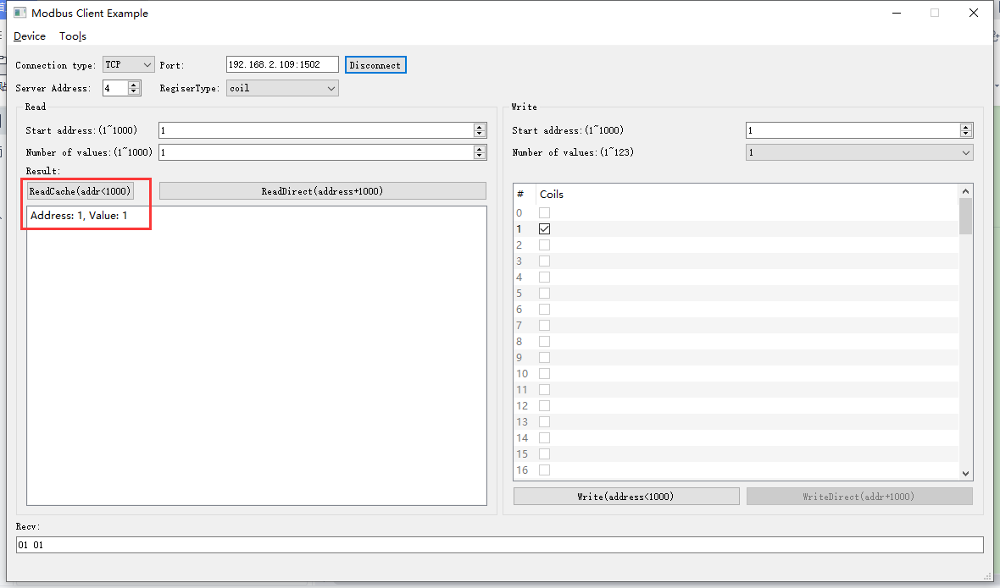 Modbus Client Example
Device Tools
Connection type: TCP Port: 192.168.2.109:1502 Disconnect
Server Address: 4 RegiserType: coil
Read
Start address:(1~1000) 1
Number of values:(1~1000) 1
Result:
ReadCache(addr<1000) ReadDirect(address+1000)
Address: 1, Value: 1
Write
Start address:(1~1000) 1
Number of values:(1~123) 1
# Coils
0
1
2
3
4
5
6
7
8
9
10
11
12
13
14
15
16
Write(address<1000) WriteDirect(addr+1000)
Recv:
01 01